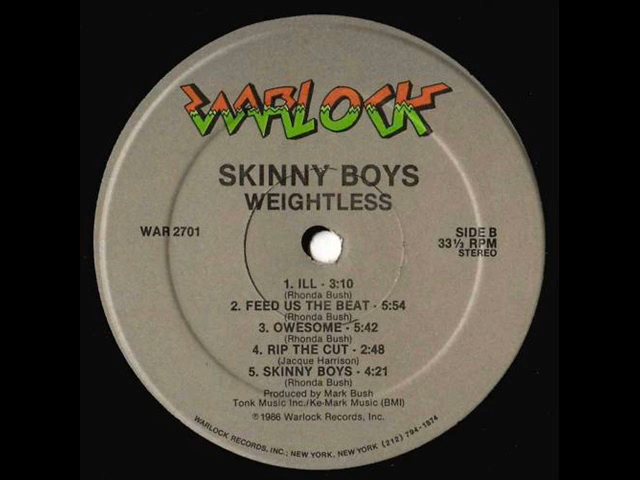 WARLOCK
SKINNY BOYS
WEIGHTLESS
WAR 2701
SIDE B
33⅓ RPM
STEREO
1. ILL - 3:10
(Rhonda Bush)
2. FEED US THE BEAT - 5:54
(Rhonda Bush)
3. OWESOME - 5:42
(Rhonda Bush)
4. RIP THE CUT - 2:48
(Jacque Harrison)
5. SKINNY BOYS - 4:21
(Rhonda Bush)
Produced by Mark Bush
Tonk Music Inc./Ke-Mark Music (BMI)
℗1986 Warlock Records, Inc.
WARLOCK RECORDS, INC., NEW YORK, NEW YORK, (212) 794-1874